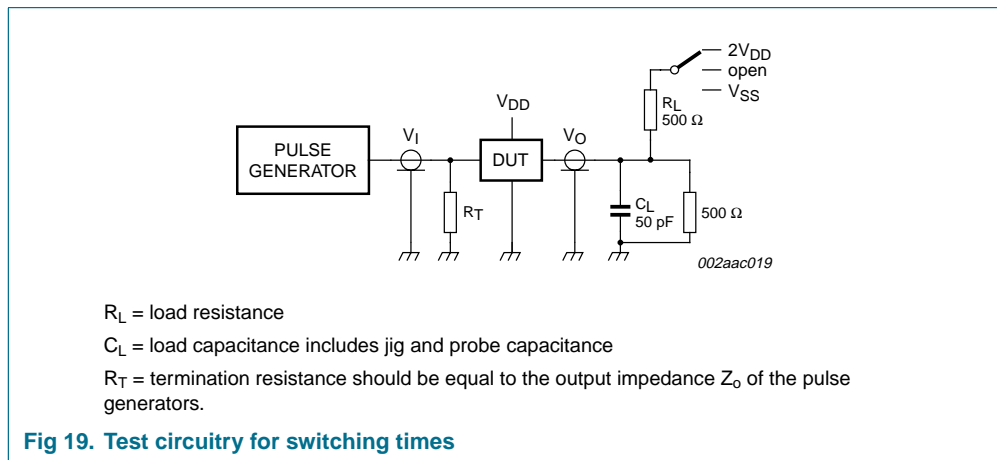 2V_DD
open
V_SS
R_L
500 Ω
V_DD
V_I
V_O
PULSE
GENERATOR
DUT
R_T
C_L
50 pF
500 Ω
002aac019
R_L = load resistance
C_L = load capacitance includes jig and probe capacitance
R_T = termination resistance should be equal to the output impedance Z_o of the pulse
generators.
Fig 19. Test circuitry for switching times